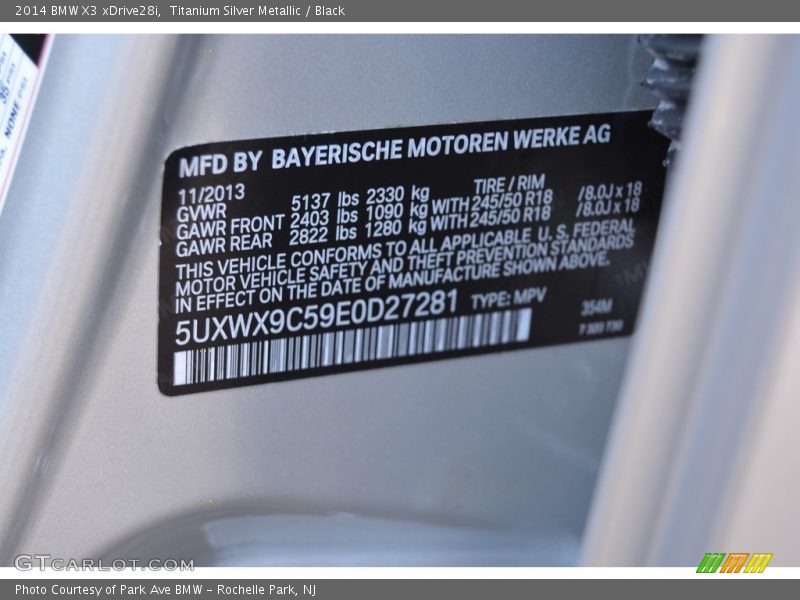 2014 BMW X3 xDrive28i, Titanium Silver Metallic / Black
35 PSI
NONE PSI
MFD BY BAYERISCHE MOTOREN WERKE AG
11/2013 TIRE / RIM
GVWR 5137 lbs 2330 kg
GAWR FRONT 2403 lbs 1090 kg WITH 245/50 R18 /8.0J x 18
GAWR REAR 2822 lbs 1280 kg WITH 245/50 R18 /8.0J x 18
THIS VEHICLE CONFORMS TO ALL APPLICABLE U. S. FEDERAL
MOTOR VEHICLE SAFETY AND THEFT PREVENTION STANDARDS
IN EFFECT ON THE DATE OF MANUFACTURE SHOWN ABOVE.
5UXWX9C59E0D27281 TYPE: MPV
354M
GTCARLOT.COM
Photo Courtesy of Park Ave BMW – Rochelle Park, NJ